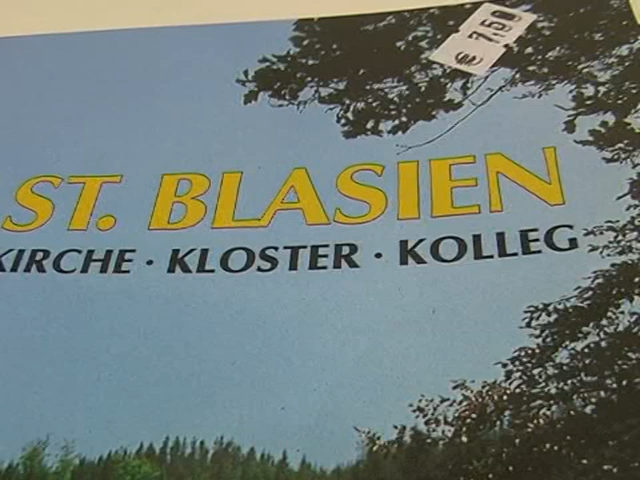 € 7,50
ST. BLASIEN
KIRCHE · KLOSTER · KOLLEG